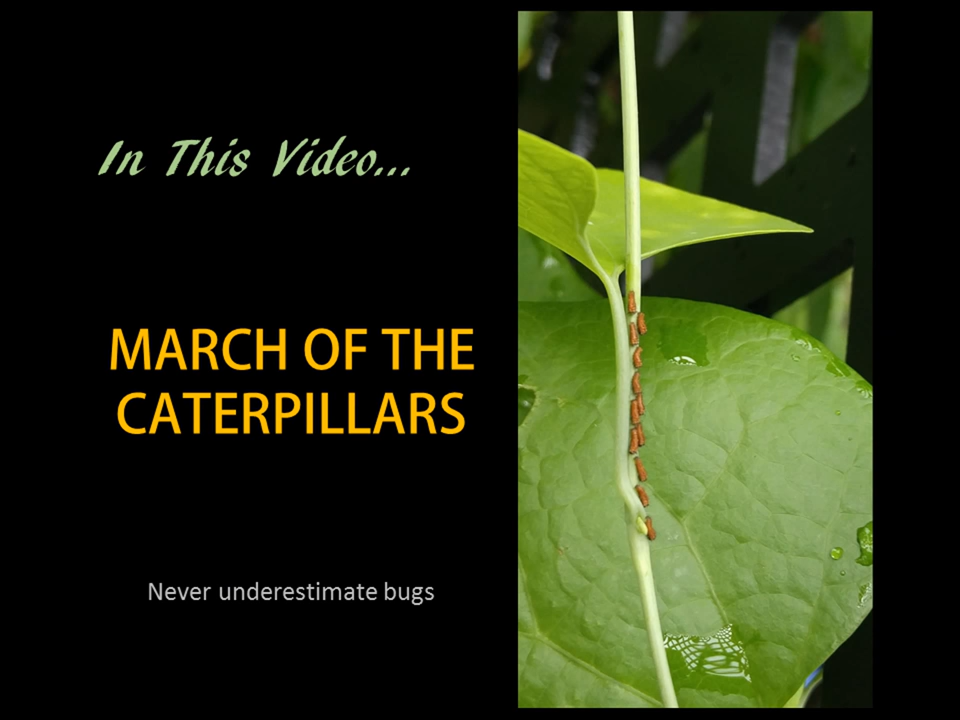 In This Video...
MARCH OF THE
CATERPILLARS
Never underestimate bugs